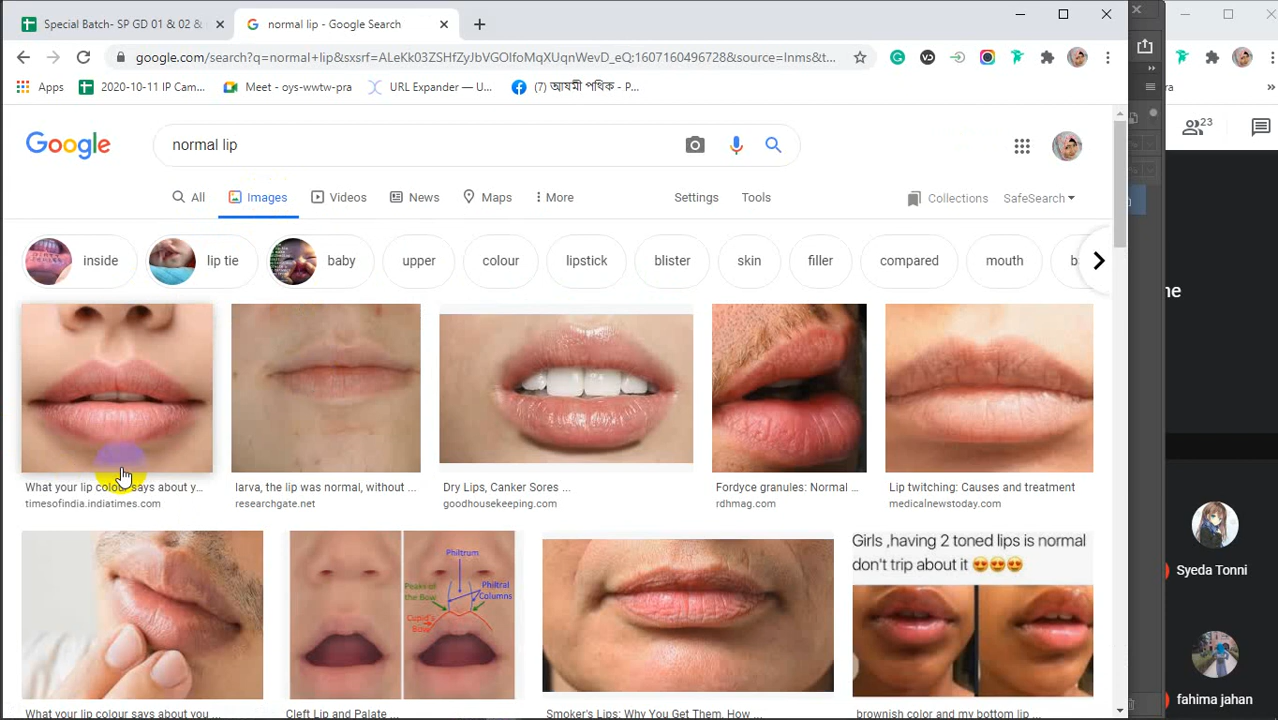 Special Batch- SP GD 01 & 02 &
normal lip - Google Search
google.com/search?q=normal+lip&sxsrf=ALeKk03Z2HfZyJbVGOIfoMqXUqnWevD_eQ:1607160496728&source=lnms&t...
Apps
2020-10-11 IP Cam...
Meet - oys-wwtw-pra
URL Expander — U...
(7) আযমী পথিক - P...
Google
normal lip
23
All
Images
Videos
News
Maps
More
Settings
Tools
Collections
SafeSearch
inside
lip tie
baby
upper
colour
lipstick
blister
skin
filler
compared
mouth
What your lip colour says about y...
timesofindia.indiatimes.com
larva, the lip was normal, without ...
researchgate.net
Dry Lips, Canker Sores ...
goodhousekeeping.com
Fordyce granules: Normal ...
rdhmag.com
Lip twitching: Causes and treatment
medicalnewstoday.com
Philtrum
Peaks of the Bow
Philtral Columns
Cupid's Bow
Girls ,having 2 toned lips is normal
don't trip about it 😍😍😍
What your lip colour says about you ...
Cleft Lip and Palate ...
Smoker's Lips: Why You Get Them, How ...
brownish color and my bottom lip ...
Syeda Tonni
fahima jahan